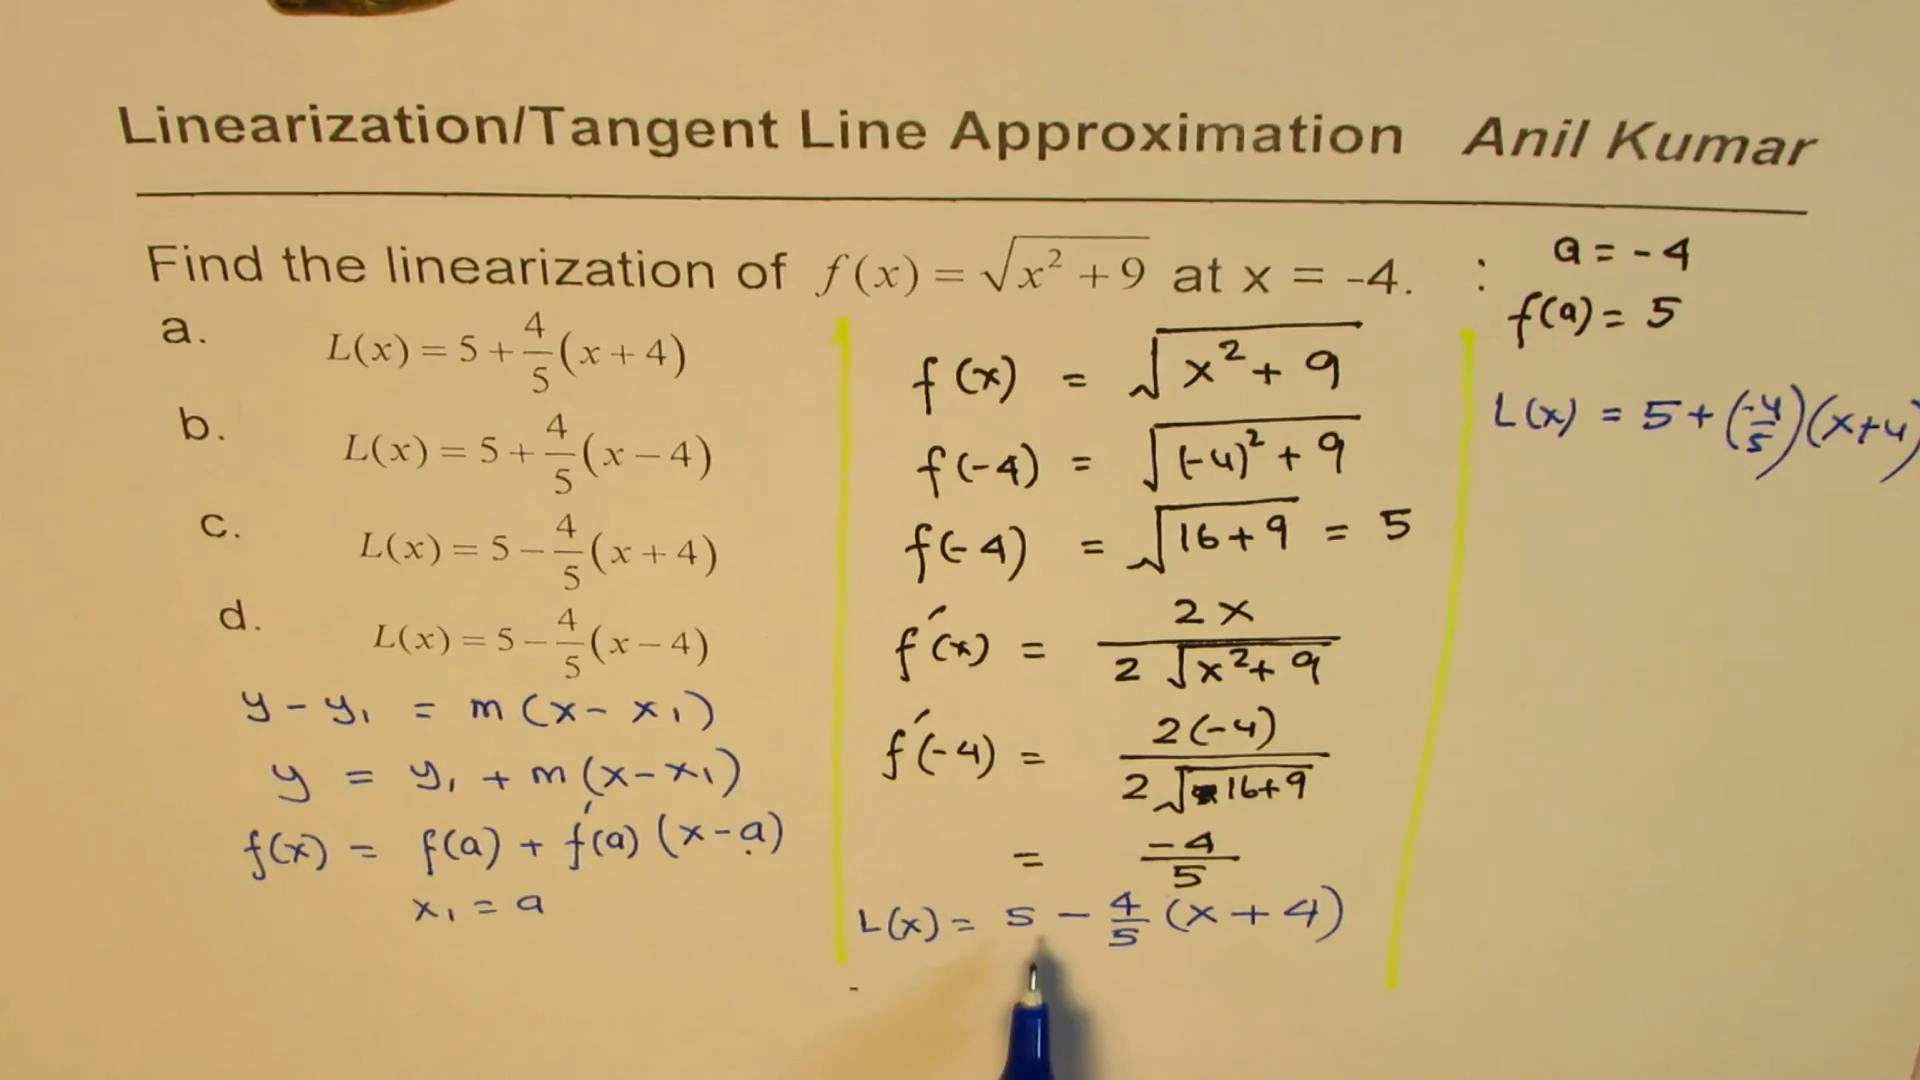 Linearization/Tangent Line Approximation Anil Kumar
Find the linearization of f(x) = √(x² + 9) at x = -4. :
a. L(x) = 5 + 4/5 (x + 4)
b. L(x) = 5 + 4/5 (x − 4)
c. L(x) = 5 − 4/5 (x + 4)
d. L(x) = 5 − 4/5 (x − 4)
y − y₁ = m (x − x₁)
y = y₁ + m (x − x₁)
f(x) = f(a) + f′(a) (x − a)
x₁ = a
f(x) = √(x² + 9)
f(-4) = √((-4)² + 9)
f(-4) = √(16 + 9) = 5
f′(x) = 2x / (2 √(x² + 9))
f′(-4) = 2(-4) / (2 √(16 + 9))
= -4/5
L(x) = 5 − 4/5 (x + 4)
a = -4
f(a) = 5
L(x) = 5 + (-4/5)(x+4)